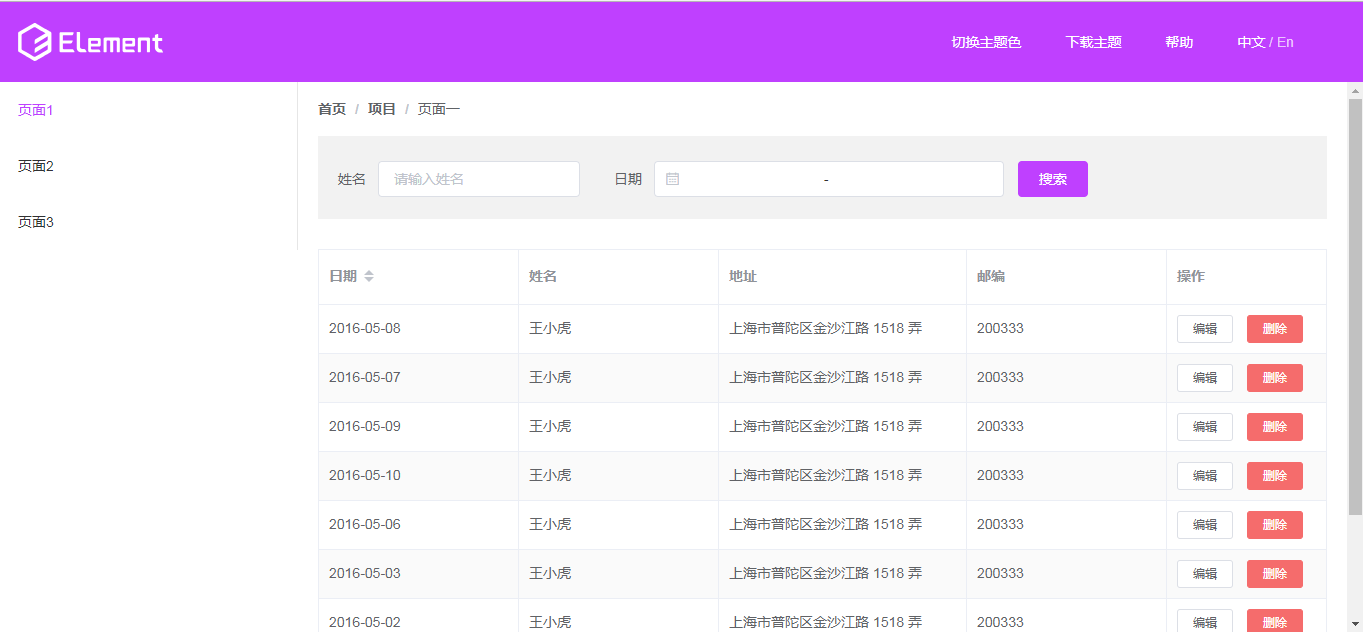 Element 切换主题色 下载主题 帮助 中文 / En
页面1
页面2
页面3
首页 / 项目 / 页面一
姓名 请输入姓名 日期 - 搜索
日期 姓名 地址 邮编 操作
2016-05-08 王小虎 上海市普陀区金沙江路 1518 弄 200333 编辑 删除
2016-05-07 王小虎 上海市普陀区金沙江路 1518 弄 200333 编辑 删除
2016-05-09 王小虎 上海市普陀区金沙江路 1518 弄 200333 编辑 删除
2016-05-10 王小虎 上海市普陀区金沙江路 1518 弄 200333 编辑 删除
2016-05-06 王小虎 上海市普陀区金沙江路 1518 弄 200333 编辑 删除
2016-05-03 王小虎 上海市普陀区金沙江路 1518 弄 200333 编辑 删除
2016-05-02 王小虎 上海市普陀区金沙江路 1518 弄 200333 编辑 删除